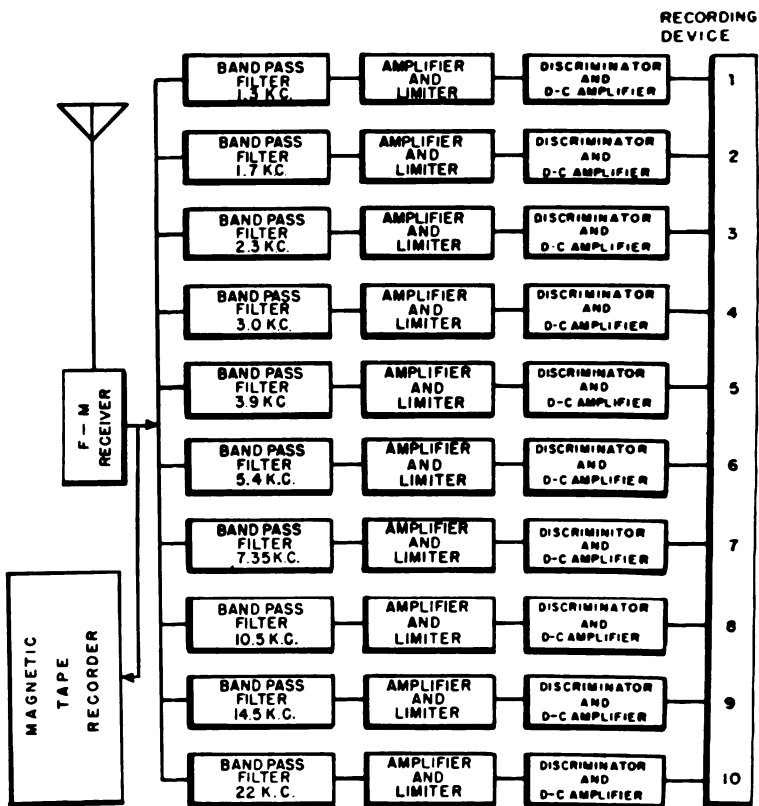 RECORDING
DEVICE
BAND PASS
FILTER
1.3 K.C.
AMPLIFIER
AND
LIMITER
DISCRIMINATOR
AND
D-C AMPLIFIER
1
BAND PASS
FILTER
1.7 K.C.
AMPLIFIER
AND
LIMITER
DISCRIMINATOR
AND
D-C AMPLIFIER
2
BAND PASS
FILTER
2.3 K.C.
AMPLIFIER
AND
LIMITER
DISCRIMINATOR
AND
D-C AMPLIFIER
3
BAND PASS
FILTER
3.0 K.C.
AMPLIFIER
AND
LIMITER
DISCRIMINATOR
AND
D-C AMPLIFIER
4
BAND PASS
FILTER
3.9 KC
AMPLIFIER
AND
LIMITER
DISCRIMINATOR
AND
D-C AMPLIFIER
5
F-M
RECEIVER
BAND PASS
FILTER
5.4 K.C.
AMPLIFIER
AND
LIMITER
DISCRIMINATOR
AND
D-C AMPLIFIER
6
BAND PASS
FILTER
7.35 K.C.
AMPLIFIER
AND
LIMITER
DISCRIMINITOR
AND
D-C AMPLIFIER
7
MAGNETIC
TAPE
RECORDER
BAND PASS
FILTER
10.5 K.C.
AMPLIFIER
AND
LIMITER
DISCRIMINATOR
AND
D-C AMPLIFIER
8
BAND PASS
FILTER
14.5 K.C.
AMPLIFIER
AND
LIMITER
DISCRIMINATOR
AND
D-C AMPLIFIER
9
BAND PASS
FILTER
22 K.C.
AMPLIFIER
AND
LIMITER
DISCRIMINATOR
AND
D-C AMPLIFIER
10